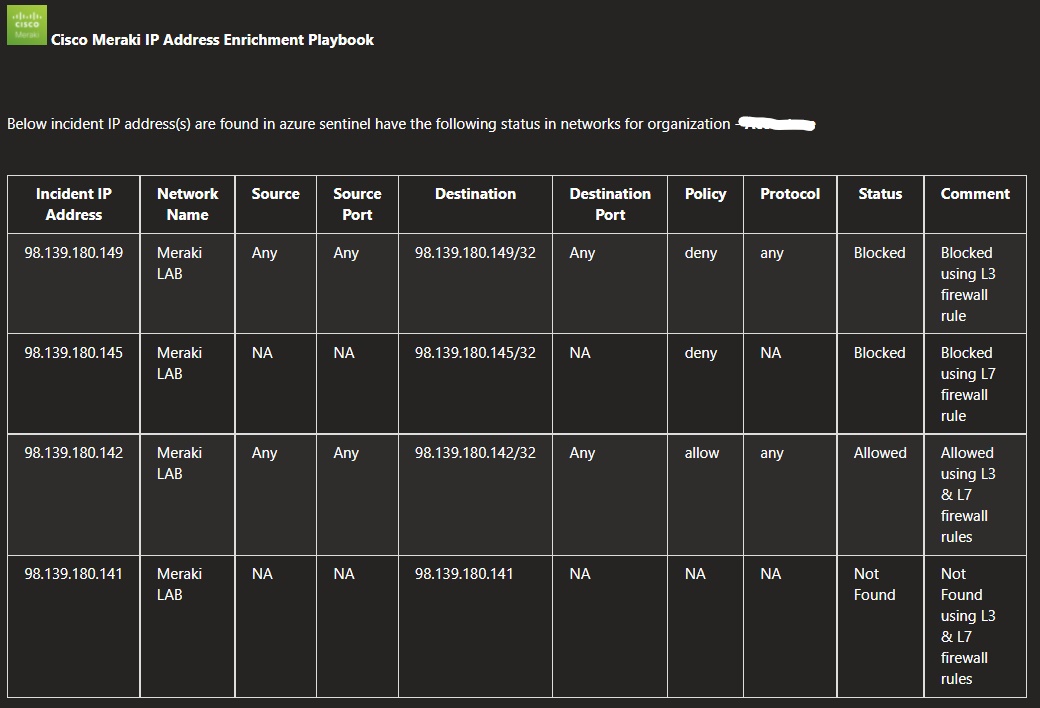 CISCO
Meraki
Cisco Meraki IP Address Enrichment Playbook
Below incident IP address(s) are found in azure sentinel have the following status in networks for organization -
Incident IP Address Network Name Source Source Port Destination Destination Port Policy Protocol Status Comment
98.139.180.149 Meraki LAB Any Any 98.139.180.149/32 Any deny any Blocked Blocked using L3 firewall rule
98.139.180.145 Meraki LAB NA NA 98.139.180.145/32 NA deny NA Blocked Blocked using L7 firewall rule
98.139.180.142 Meraki LAB Any Any 98.139.180.142/32 Any allow any Allowed Allowed using L3 & L7 firewall rules
98.139.180.141 Meraki LAB NA NA 98.139.180.141 NA NA NA Not Found Not Found using L3 & L7 firewall rules